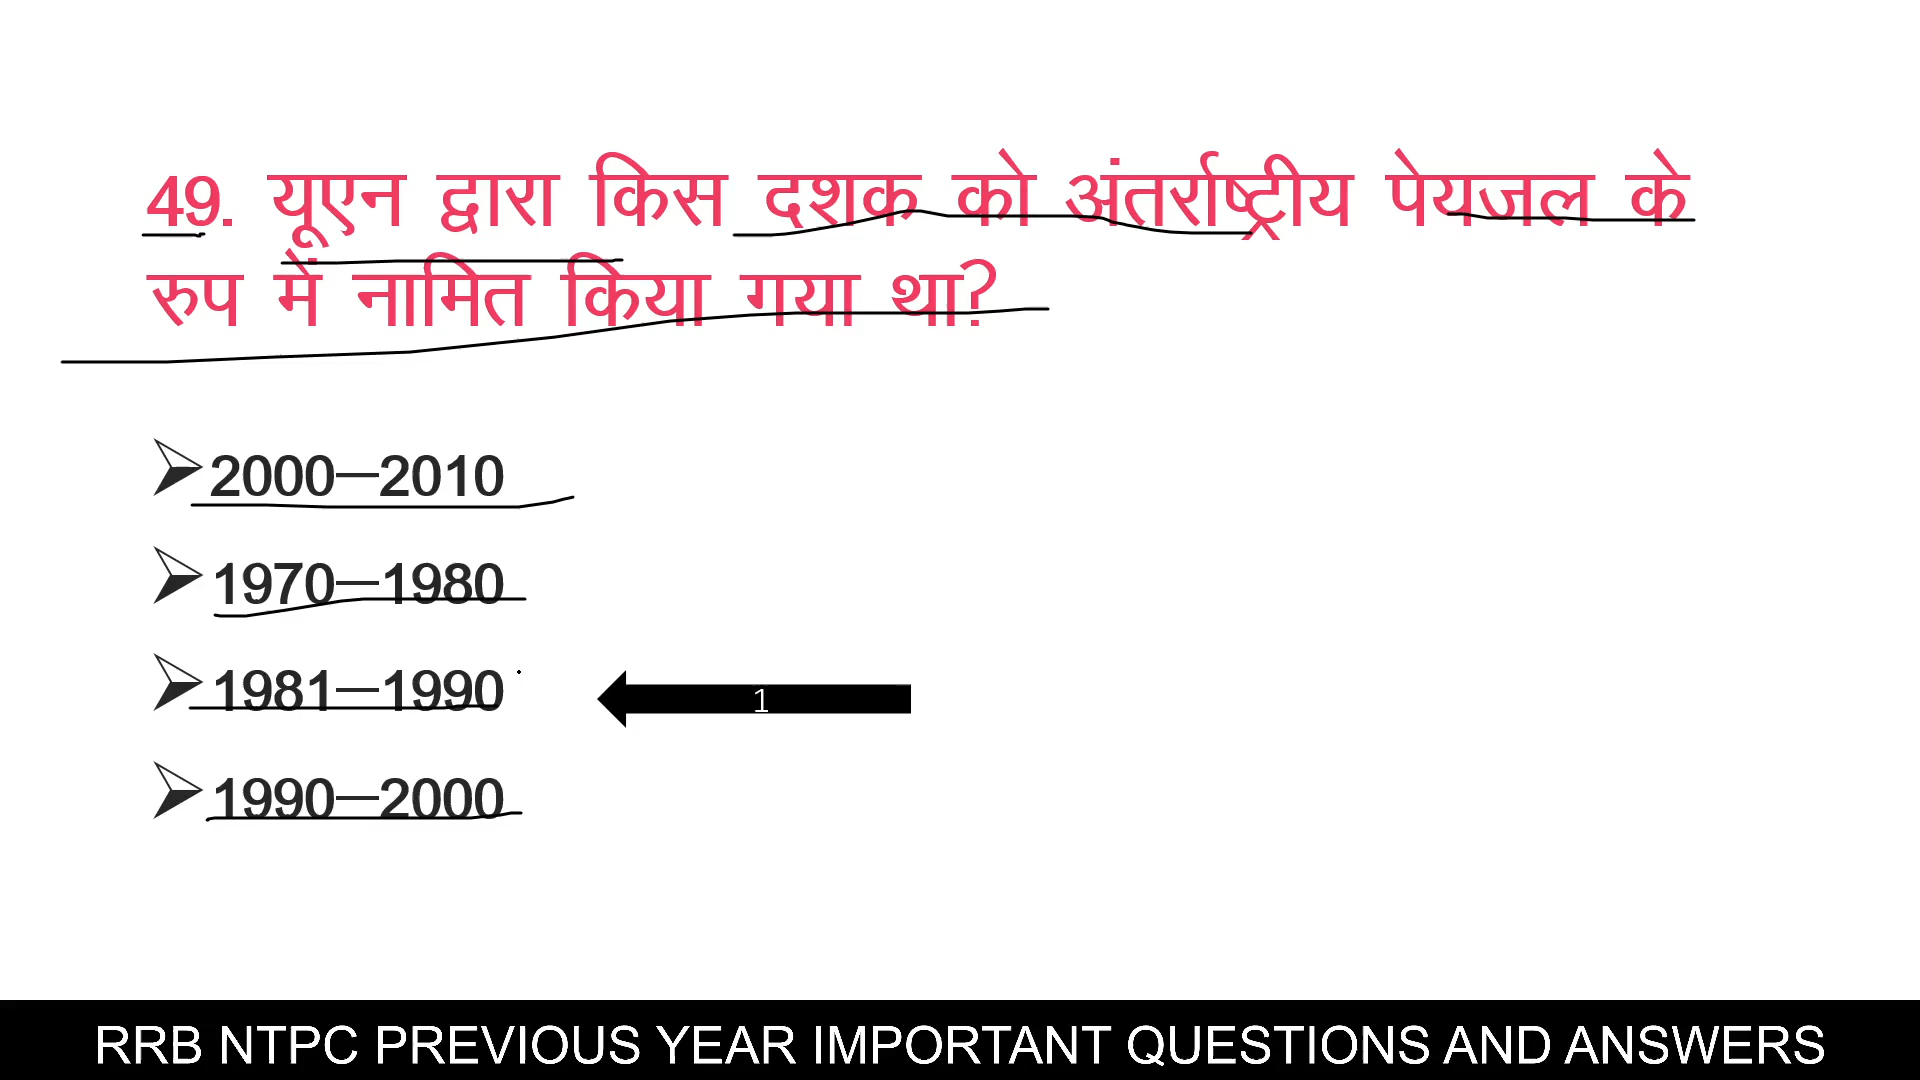 49. यूएन द्वारा किस दशक को अंतर्राष्ट्रीय पेयजल के
रुप में नामित किया गया था?
2000–2010
1970–1980
1981–1990
1
1990–2000
RRB NTPC PREVIOUS YEAR IMPORTANT QUESTIONS AND ANSWERS